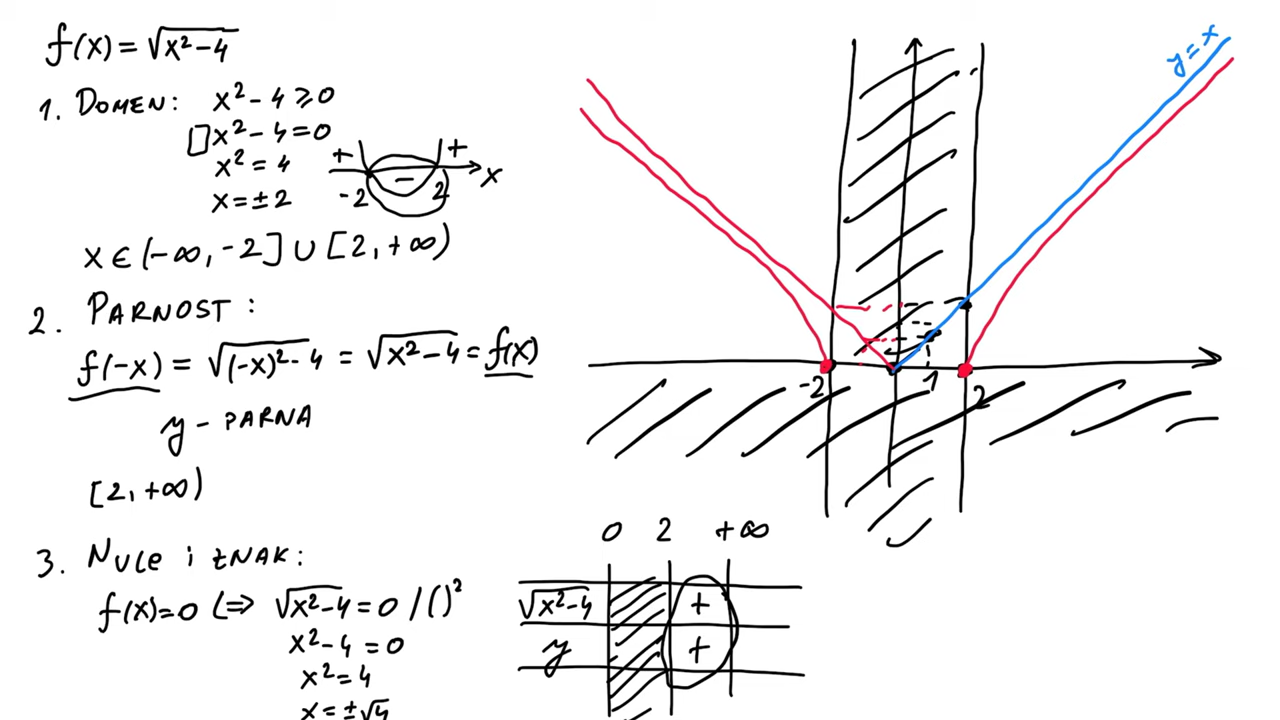 f(x) = √x²-4
1. DOMEN: x²-4 ≥ 0
x²-4 = 0
x² = 4
x = ±2
+ - + x
-2 2
x ∈ (-∞, -2] ∪ [2, +∞)
2. PARNOST:
f(-x) = √(-x)²-4 = √x²-4 = f(x)
y - PARNA
[2, +∞)
3. NULE i ZNAK:
f(x)=0 (=> √x²-4 = 0 /()²
x²-4 = 0
x² = 4
x = ±√4
y = x
-2 1 2
0 2 +∞
√x²-4 +
y +